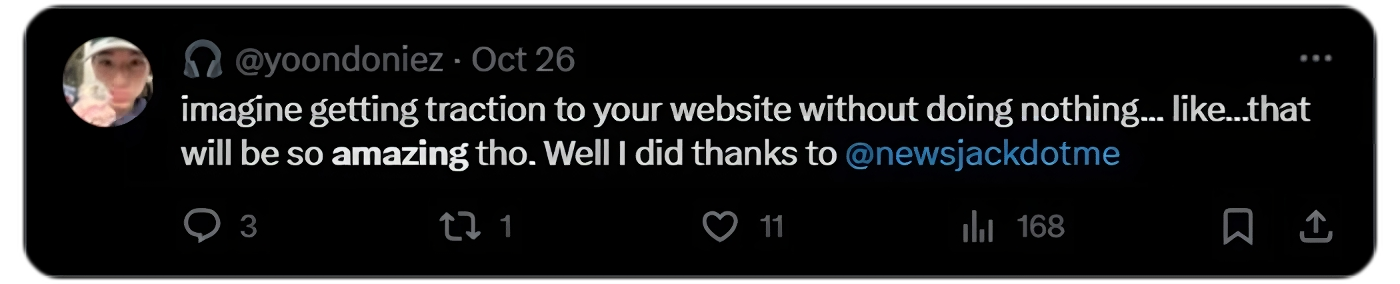 @yoondoniez · Oct 26
imagine getting traction to your website without doing nothing... like...that
will be so amazing tho. Well I did thanks to @newsjackdotme
3 1 11 168